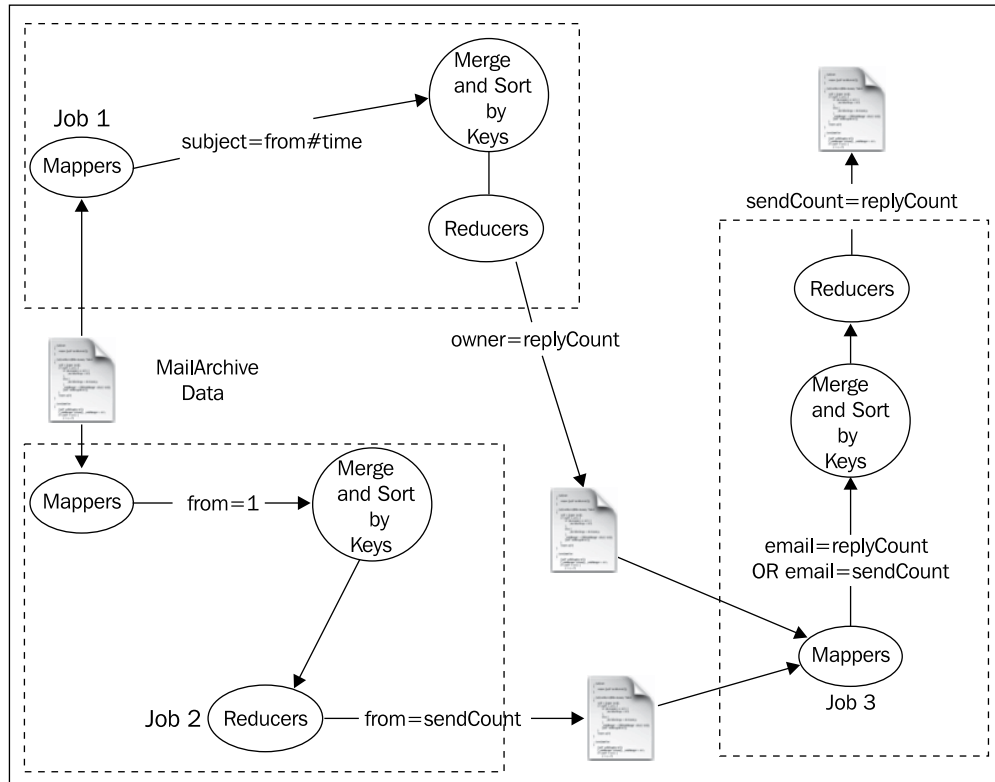 Job 1
Mappers
subject=from#time
Merge
and Sort
by
Keys
Reducers
owner=replyCount
MailArchive
Data
Mappers
from=1
Merge
and Sort
by
Keys
Job 2
Reducers
from=sendCount
sendCount=replyCount
Reducers
Merge
and Sort
by
Keys
email=replyCount
OR email=sendCount
Mappers
Job 3